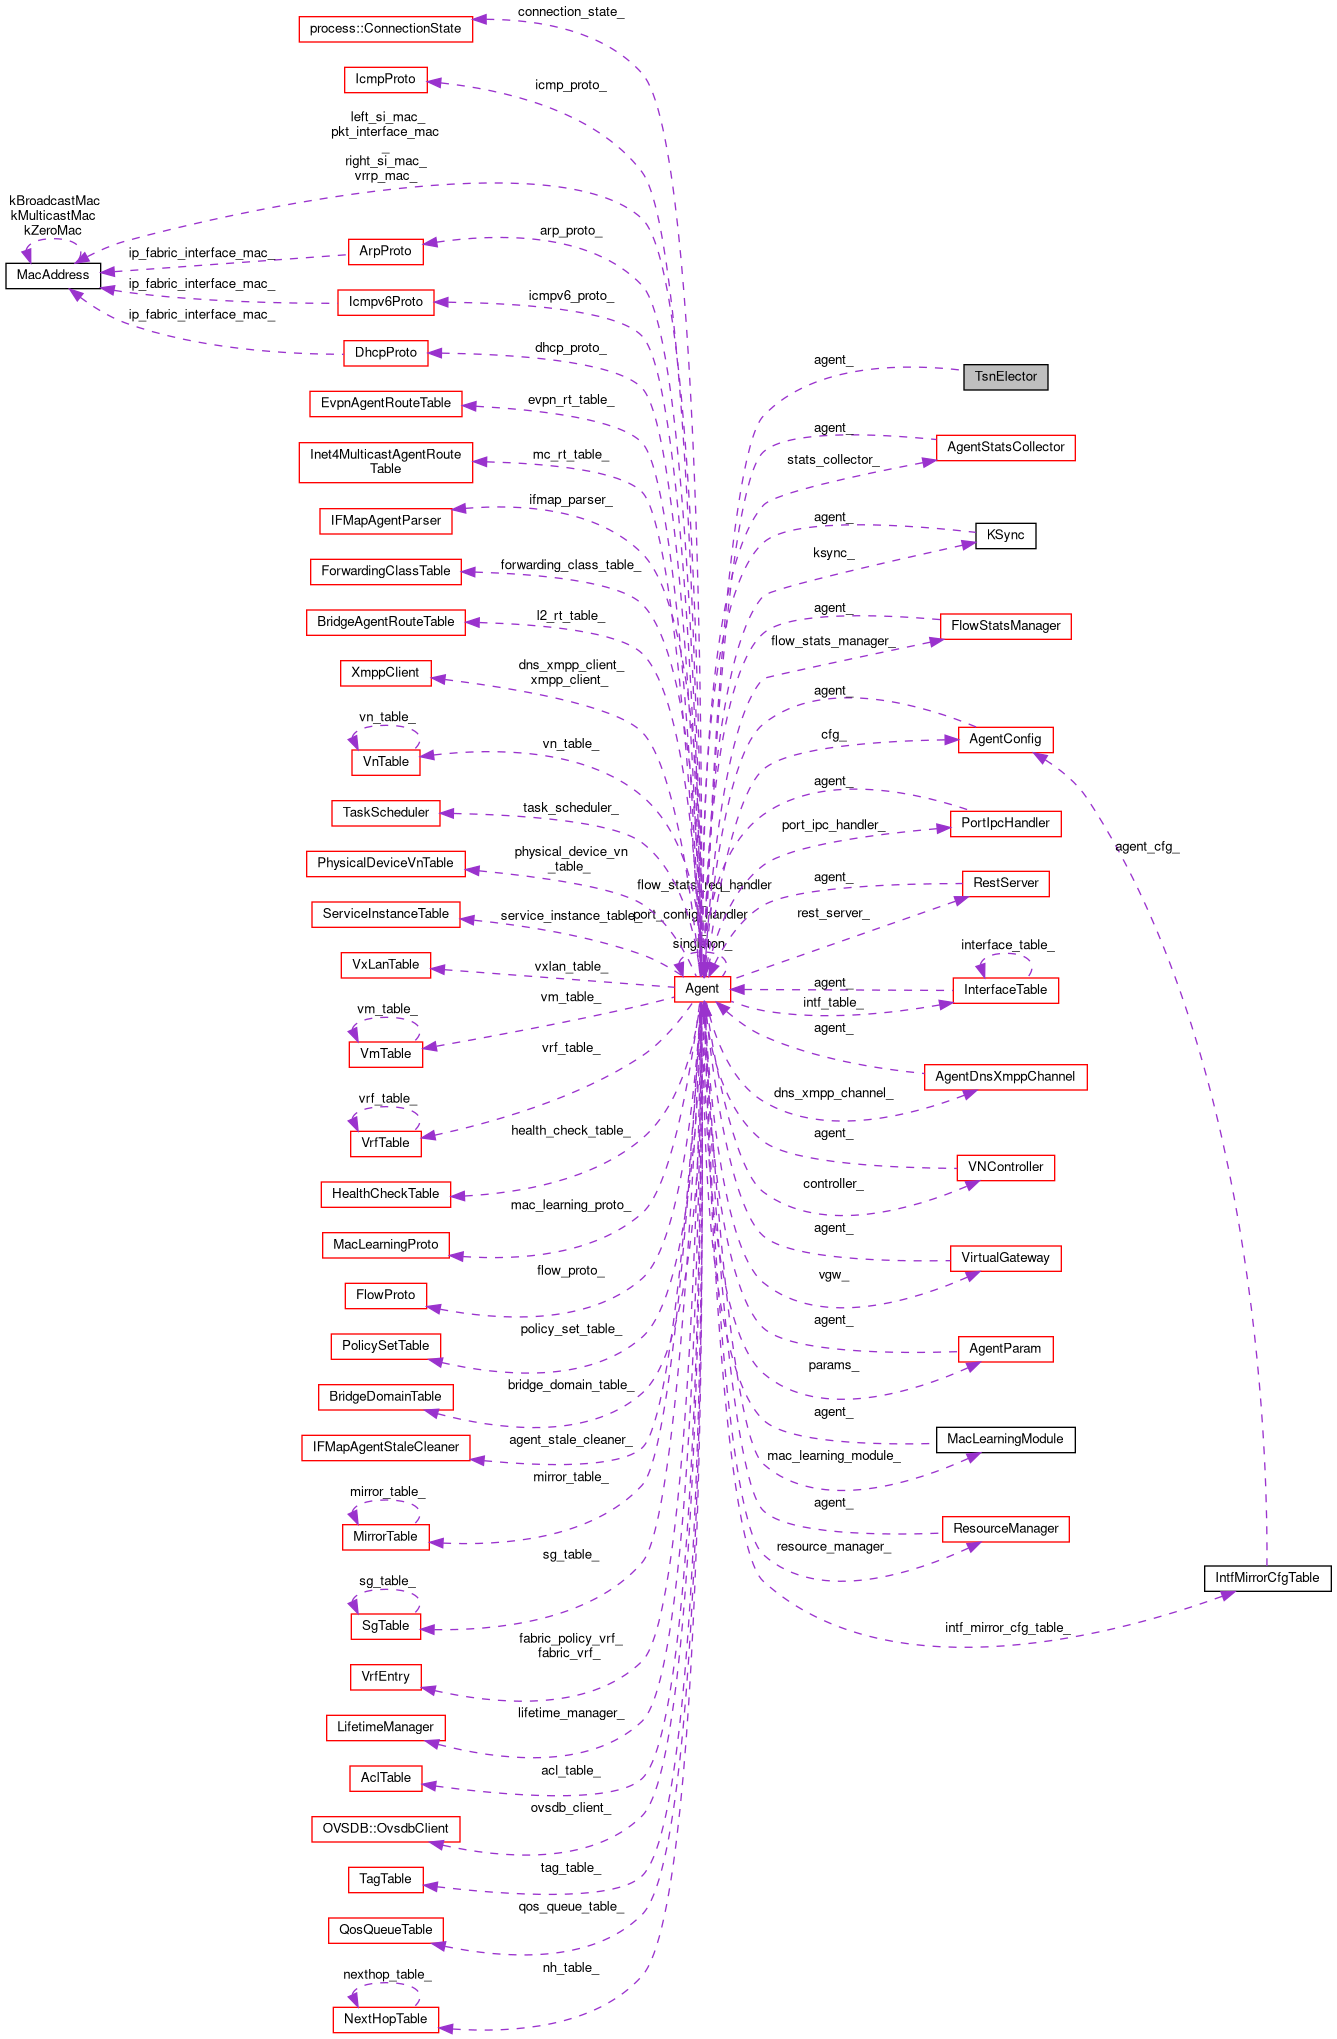 connection_state_
process::ConnectionState
IcmpProto
icmp_proto_
left_si_mac_
pkt_interface_mac
_
right_si_mac_
vrrp_mac_
kBroadcastMac
kMulticastMac
kZeroMac
MacAddress
ip_fabric_interface_mac_
ArpProto
arp_proto_
ip_fabric_interface_mac_
Icmpv6Proto
icmpv6_proto_
ip_fabric_interface_mac_
DhcpProto
dhcp_proto_
EvpnAgentRouteTable
evpn_rt_table_
Inet4MulticastAgentRoute
Table
mc_rt_table_
IFMapAgentParser
ifmap_parser_
ForwardingClassTable
forwarding_class_table_
BridgeAgentRouteTable
l2_rt_table_
XmppClient
dns_xmpp_client_
xmpp_client_
vn_table_
VnTable
vn_table_
TaskScheduler
task_scheduler_
PhysicalDeviceVnTable
physical_device_vn
_table_
ServiceInstanceTable
service_instance_table_
VxLanTable
vxlan_table_
vm_table_
VmTable
vm_table_
vrf_table_
VrfTable
vrf_table_
HealthCheckTable
health_check_table_
MacLearningProto
mac_learning_proto_
FlowProto
flow_proto_
PolicySetTable
policy_set_table_
BridgeDomainTable
bridge_domain_table_
IFMapAgentStaleCleaner
agent_stale_cleaner_
mirror_table_
MirrorTable
mirror_table_
sg_table_
SgTable
sg_table_
VrfEntry
fabric_policy_vrf_
fabric_vrf_
LifetimeManager
lifetime_manager_
AclTable
acl_table_
OVSDB::OvsdbClient
ovsdb_client_
TagTable
tag_table_
QosQueueTable
qos_queue_table_
nexthop_table_
NextHopTable
nh_table_
flow_stats_req_handler
port_config_handler
singleton_
Agent
agent_
TsnElector
agent_
AgentStatsCollector
stats_collector_
agent_
KSync
ksync_
agent_
FlowStatsManager
flow_stats_manager_
agent_
AgentConfig
cfg_
agent_
PortIpcHandler
port_ipc_handler_
agent_cfg_
agent_
RestServer
rest_server_
interface_table_
agent_
InterfaceTable
intf_table_
agent_
AgentDnsXmppChannel
dns_xmpp_channel_
agent_
VNController
controller_
agent_
VirtualGateway
vgw_
agent_
AgentParam
params_
agent_
MacLearningModule
mac_learning_module_
agent_
ResourceManager
resource_manager_
IntfMirrorCfgTable
intf_mirror_cfg_table_